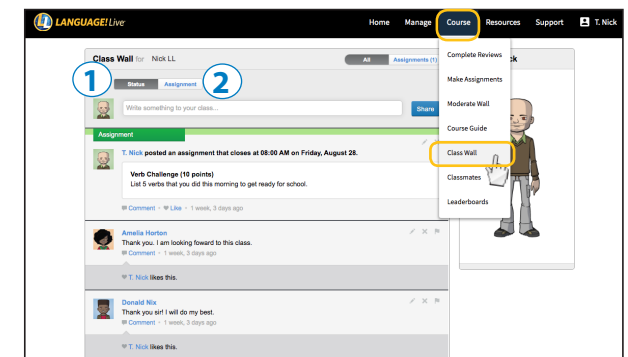 LANGUAGE! Live
Home Manage Course Resources Support T. Nick
Class Wall for Nick LL
All Assignments (1)
ck
Complete Reviews
Make Assignments
Moderate Wall
Course Guide
Class Wall
Classmates
Leaderboards
1 Status Assignment 2
Write something to your class...
Share
Assignment
T. Nick posted an assignment that closes at 08:00 AM on Friday, August 28.
Verb Challenge (10 points)
List 5 verbs that you did this morning to get ready for school.
Comment · Like · 1 week, 3 days ago
Amelia Horton
Thank you. I am looking foward to this class.
Comment · 1 week, 3 days ago
T. Nick likes this.
Donald Nix
Thank you sir! I will do my best.
Comment · 1 week, 3 days ago
T. Nick likes this.